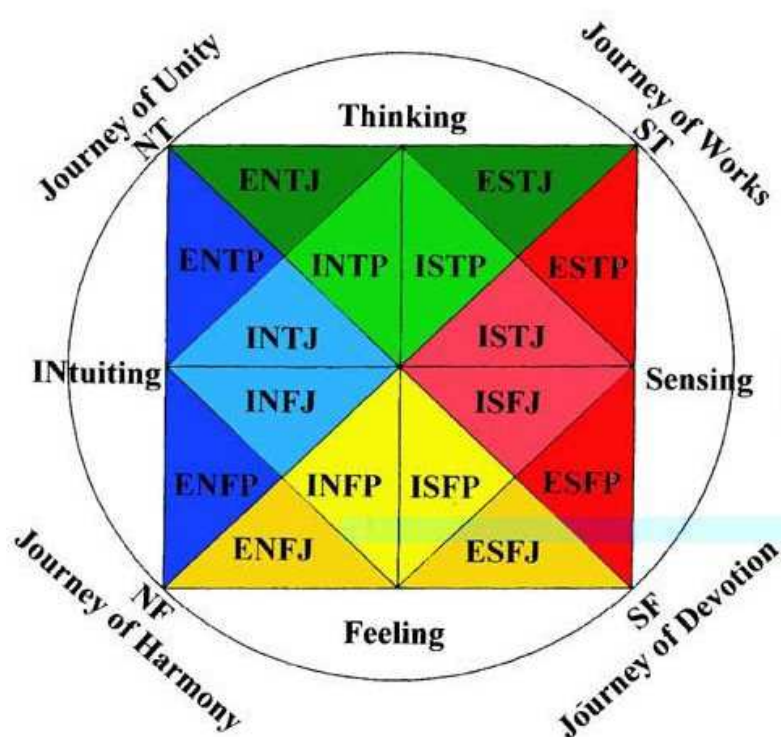 Journey of Unity
NT
Journey of Works
ST
Thinking
ENTJ
ESTJ
ENTP
INTP
ISTP
ESTP
INTJ
ISTJ
INtuiting
Sensing
INFJ
ISFJ
ENFP
INFP
ISFP
ESFP
ENFJ
ESFJ
NF
Journey of Harmony
Feeling
SF
Journey of Devotion